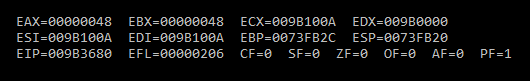 EAX=00000048 EBX=00000048 ECX=009B100A EDX=009B0000
ESI=009B100A EDI=009B100A EBP=0073FB2C ESP=0073FB20
EIP=009B3680 EFL=00000206 CF=0 SF=0 ZF=0 OF=0 AF=0 PF=1